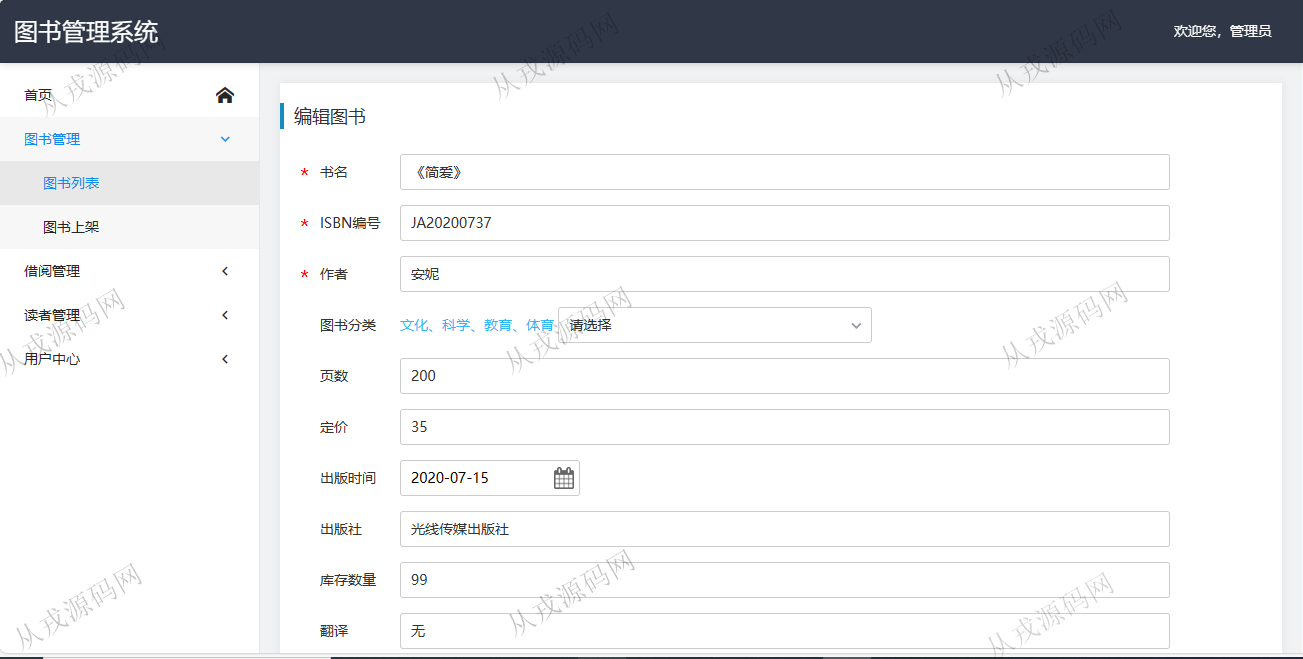 图书管理系统
欢迎您，管理员
首页
图书管理
图书列表
图书上架
借阅管理
读者管理
用户中心
编辑图书
* 书名 《简爱》
* ISBN编号 JA20200737
* 作者 安妮
图书分类 文化、科学、教育、体育 请选择
页数 200
定价 35
出版时间 2020-07-15
出版社 光线传媒出版社
库存数量 99
翻译 无
从戎源码网
从戎源码网
从戎源码网
从戎源码网
从戎源码网
从戎源码网
从戎源码网
从戎源码网
从戎源码网